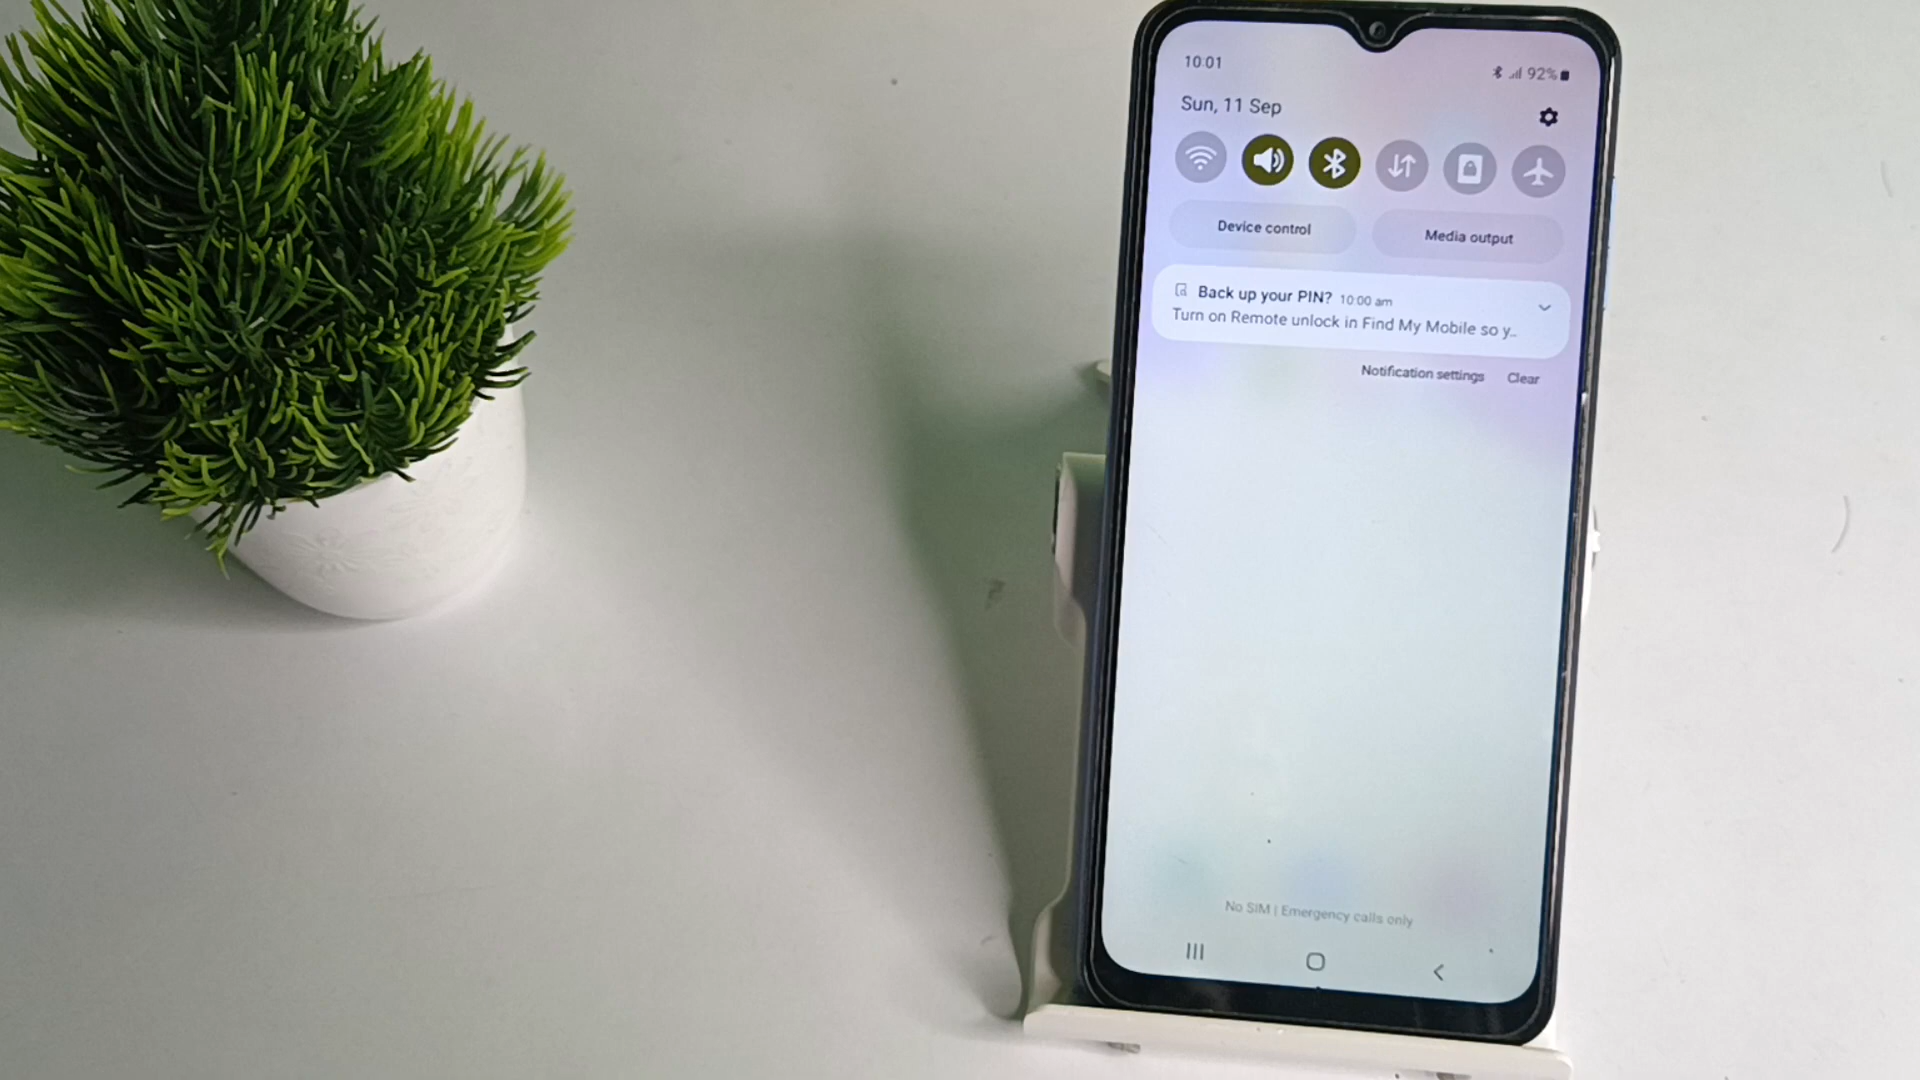 10:01
92%
Sun, 11 Sep
Device control
Media output
Back up your PIN? 10:00 am
Turn on Remote unlock in Find My Mobile so y...
Notification settings
Clear
No SIM | Emergency calls only